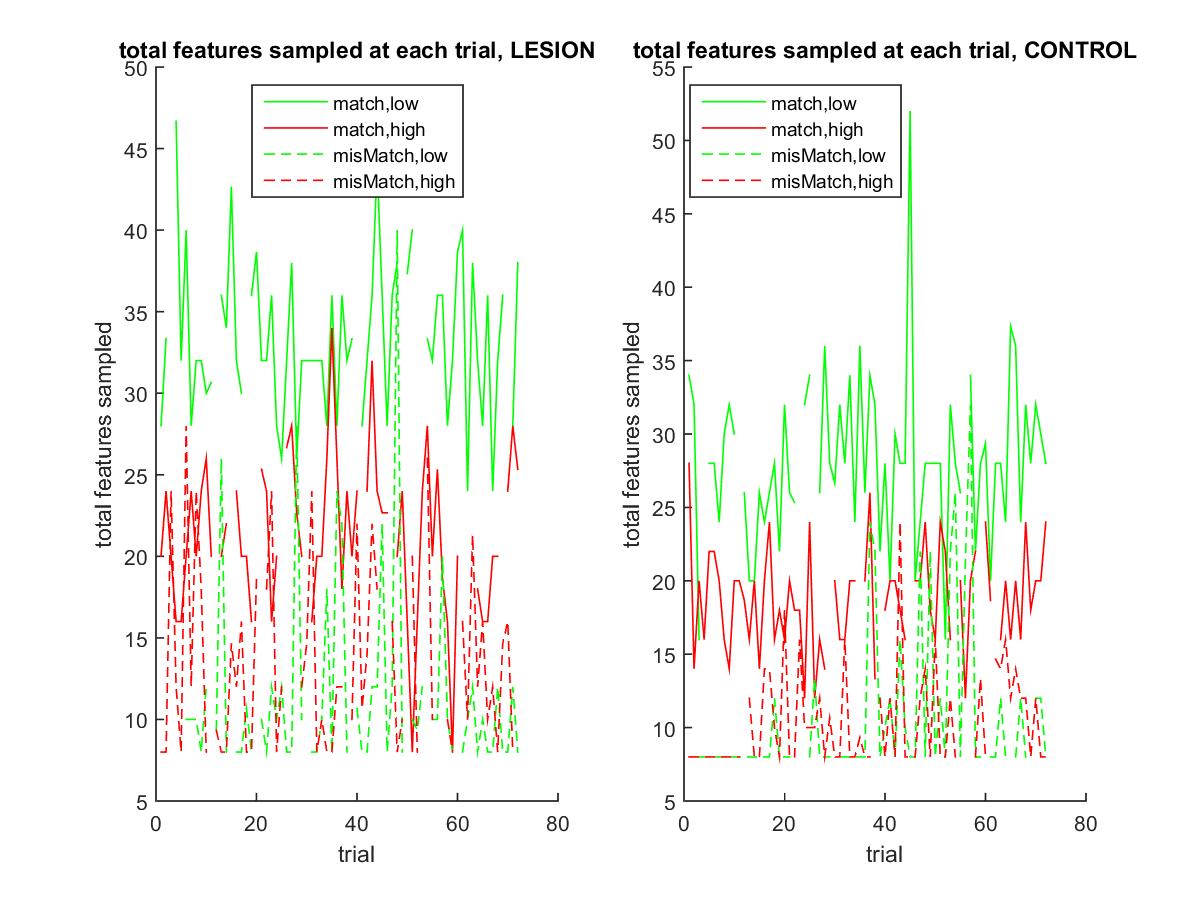 total features sampled at each trial, LESION
50
45
40
35
30
25
20
15
10
5
0
20
40
60
80
total features sampled
trial
match,low
match,high
misMatch,low
misMatch,high
total features sampled at each trial, CONTROL
55
50
45
40
35
30
25
20
15
10
5
0
20
40
60
80
total features sampled
trial
match,low
match,high
misMatch,low
misMatch,high